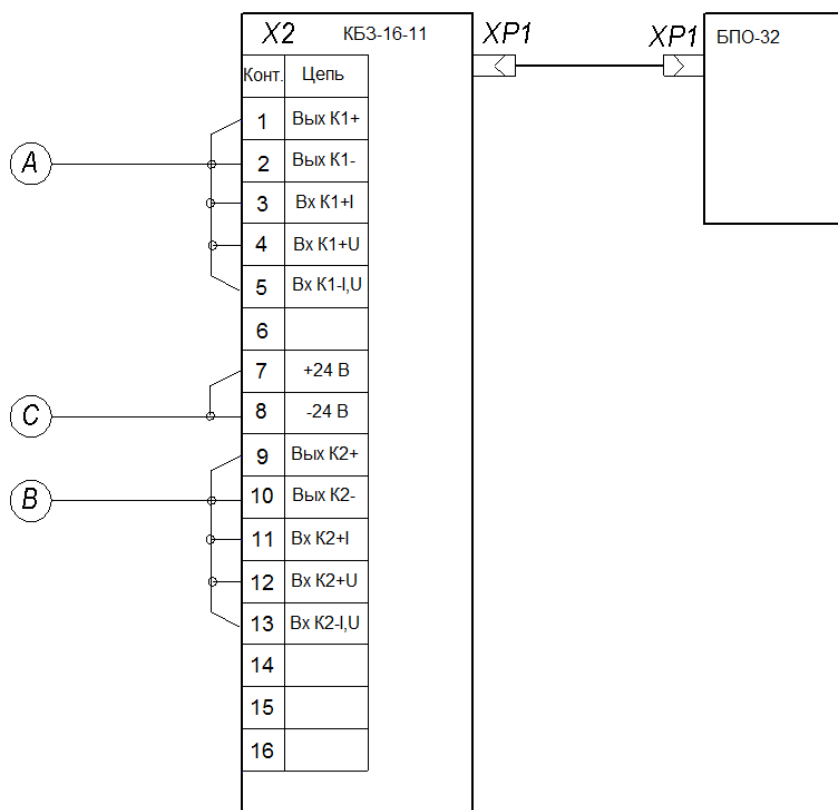 X2 КБЗ-16-11 XP1 XP1 БПО-32
Конт. Цепь
1 Вых К1+
A 2 Вых К1-
3 Вх К1+I
4 Вх К1+U
5 Вх К1-I,U
6
7 +24 В
C 8 -24 В
9 Вых К2+
B 10 Вых К2-
11 Вх К2+I
12 Вх К2+U
13 Вх К2-I,U
14
15
16